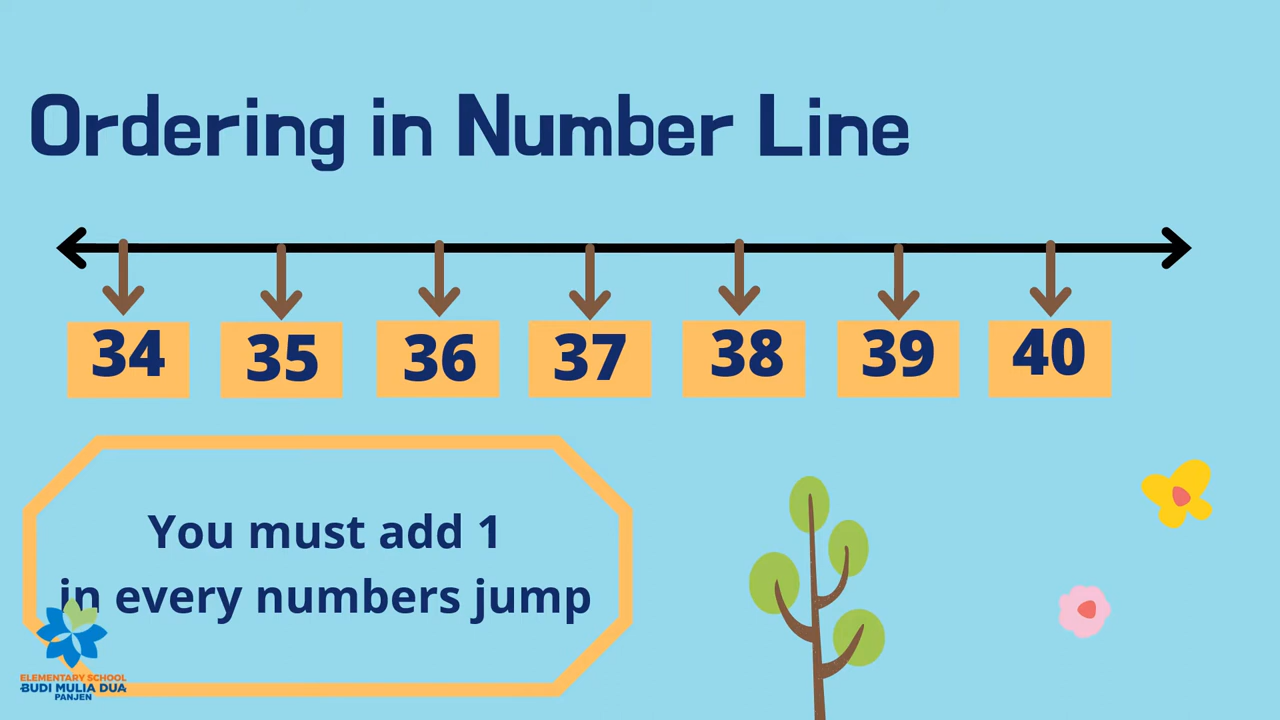 Ordering in Number Line
34 35 36 37 38 39 40
You must add 1
in every numbers jump
ELEMENTARY SCHOOL
BUDI MULIA DUA
PANJEN